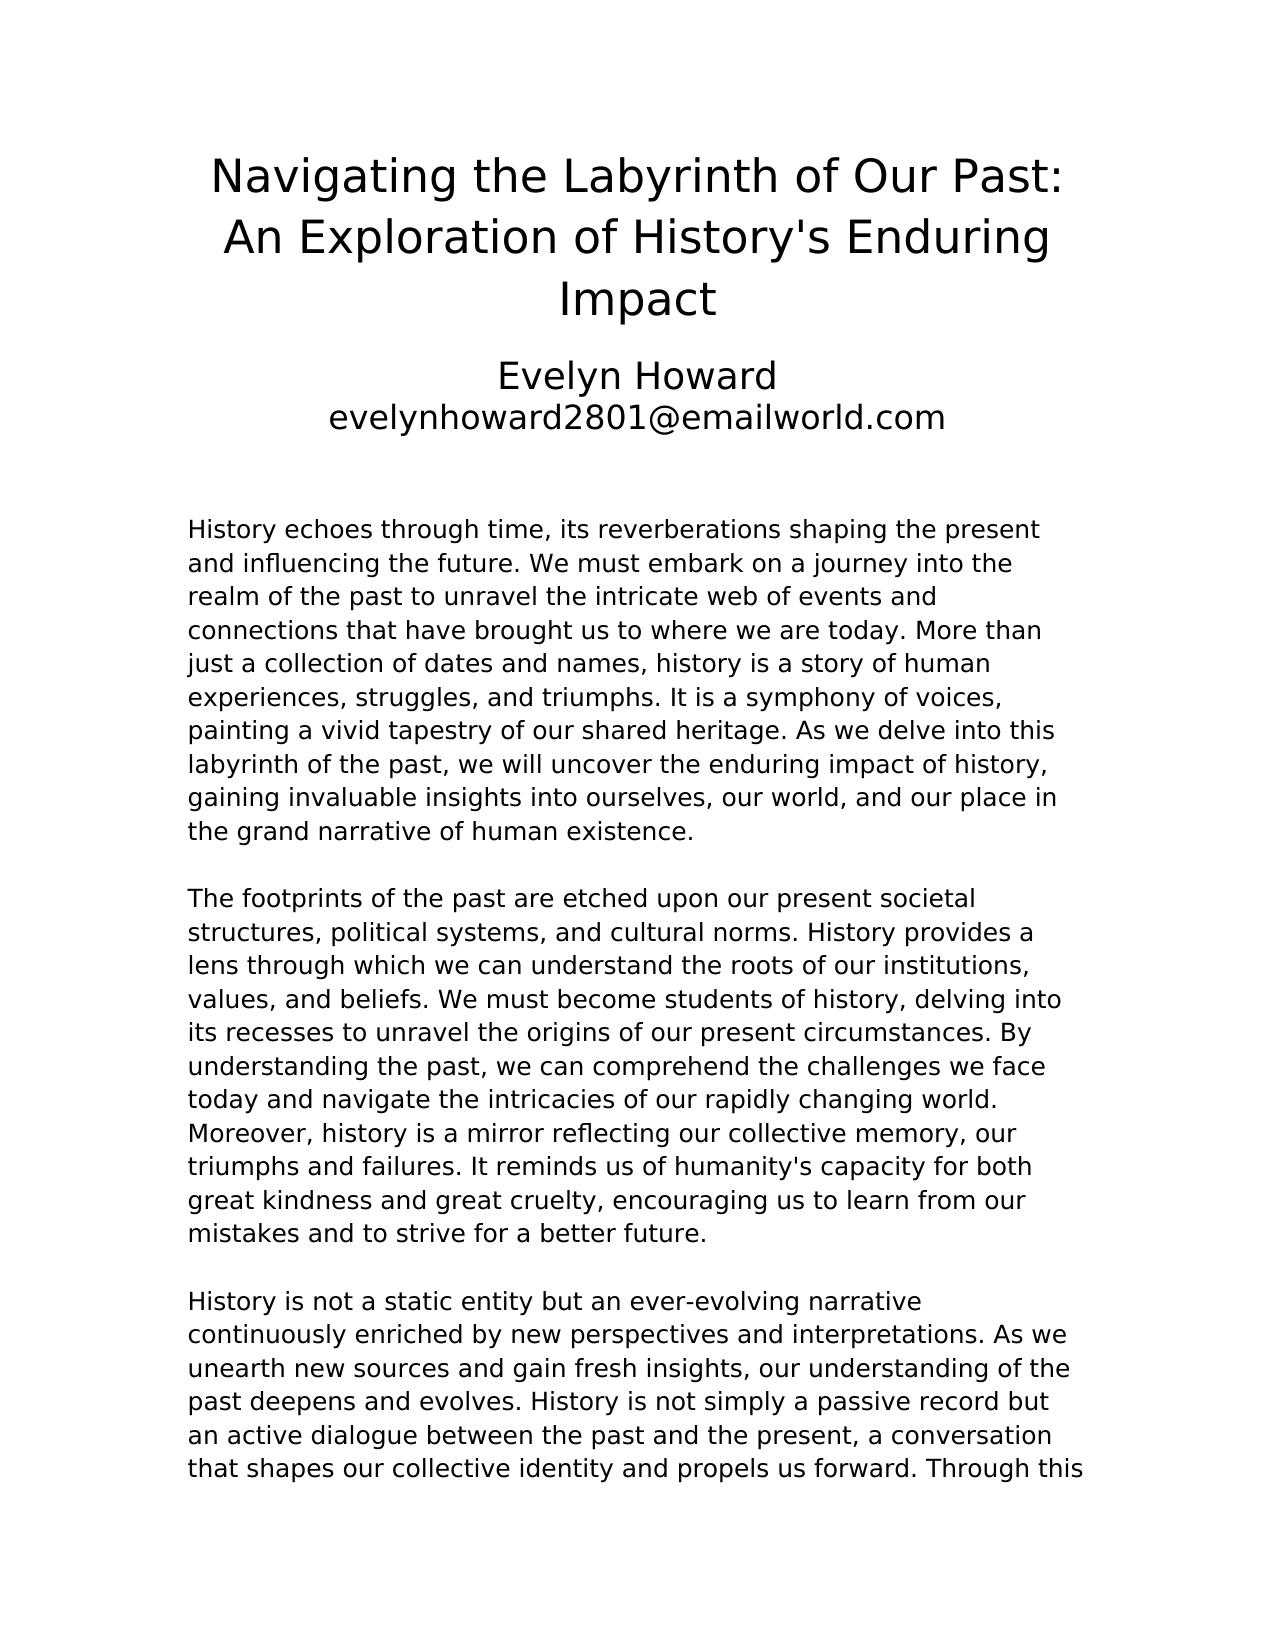 Navigating the Labyrinth of Our Past:
An Exploration of History's Enduring
Impact
Evelyn Howard
evelynhoward2801@emailworld.com
History echoes through time, its reverberations shaping the present
and influencing the future. We must embark on a journey into the
realm of the past to unravel the intricate web of events and
connections that have brought us to where we are today. More than
just a collection of dates and names, history is a story of human
experiences, struggles, and triumphs. It is a symphony of voices,
painting a vivid tapestry of our shared heritage. As we delve into this
labyrinth of the past, we will uncover the enduring impact of history,
gaining invaluable insights into ourselves, our world, and our place in
the grand narrative of human existence.
The footprints of the past are etched upon our present societal
structures, political systems, and cultural norms. History provides a
lens through which we can understand the roots of our institutions,
values, and beliefs. We must become students of history, delving into
its recesses to unravel the origins of our present circumstances. By
understanding the past, we can comprehend the challenges we face
today and navigate the intricacies of our rapidly changing world.
Moreover, history is a mirror reflecting our collective memory, our
triumphs and failures. It reminds us of humanity's capacity for both
great kindness and great cruelty, encouraging us to learn from our
mistakes and to strive for a better future.
History is not a static entity but an ever-evolving narrative
continuously enriched by new perspectives and interpretations. As we
unearth new sources and gain fresh insights, our understanding of the
past deepens and evolves. History is not simply a passive record but
an active dialogue between the past and the present, a conversation
that shapes our collective identity and propels us forward. Through this